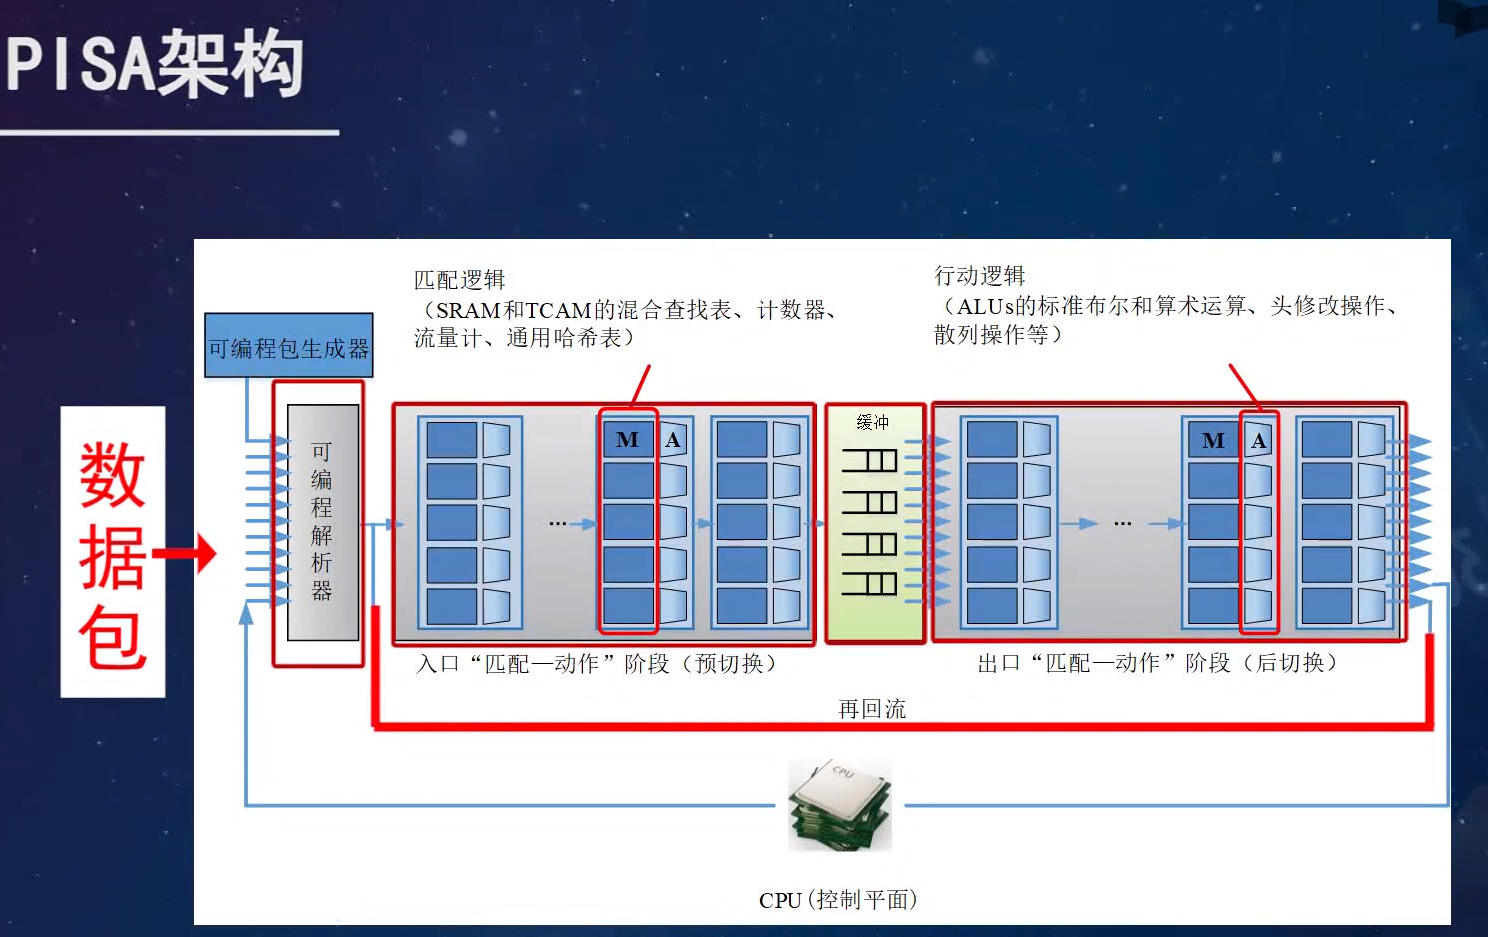 PISA架构
匹配逻辑
（SRAM和TCAM的混合查找表、计数器、
流量计、通用哈希表）
行动逻辑
（ALUs的标准布尔和算术运算、头修改操作、
散列操作等）
可编程包生成器
数据包
可编程解析器
M A
...
缓冲
M A
...
入口“匹配—动作”阶段（预切换）
出口“匹配—动作”阶段（后切换）
再回流
CPU
CPU(控制平面)